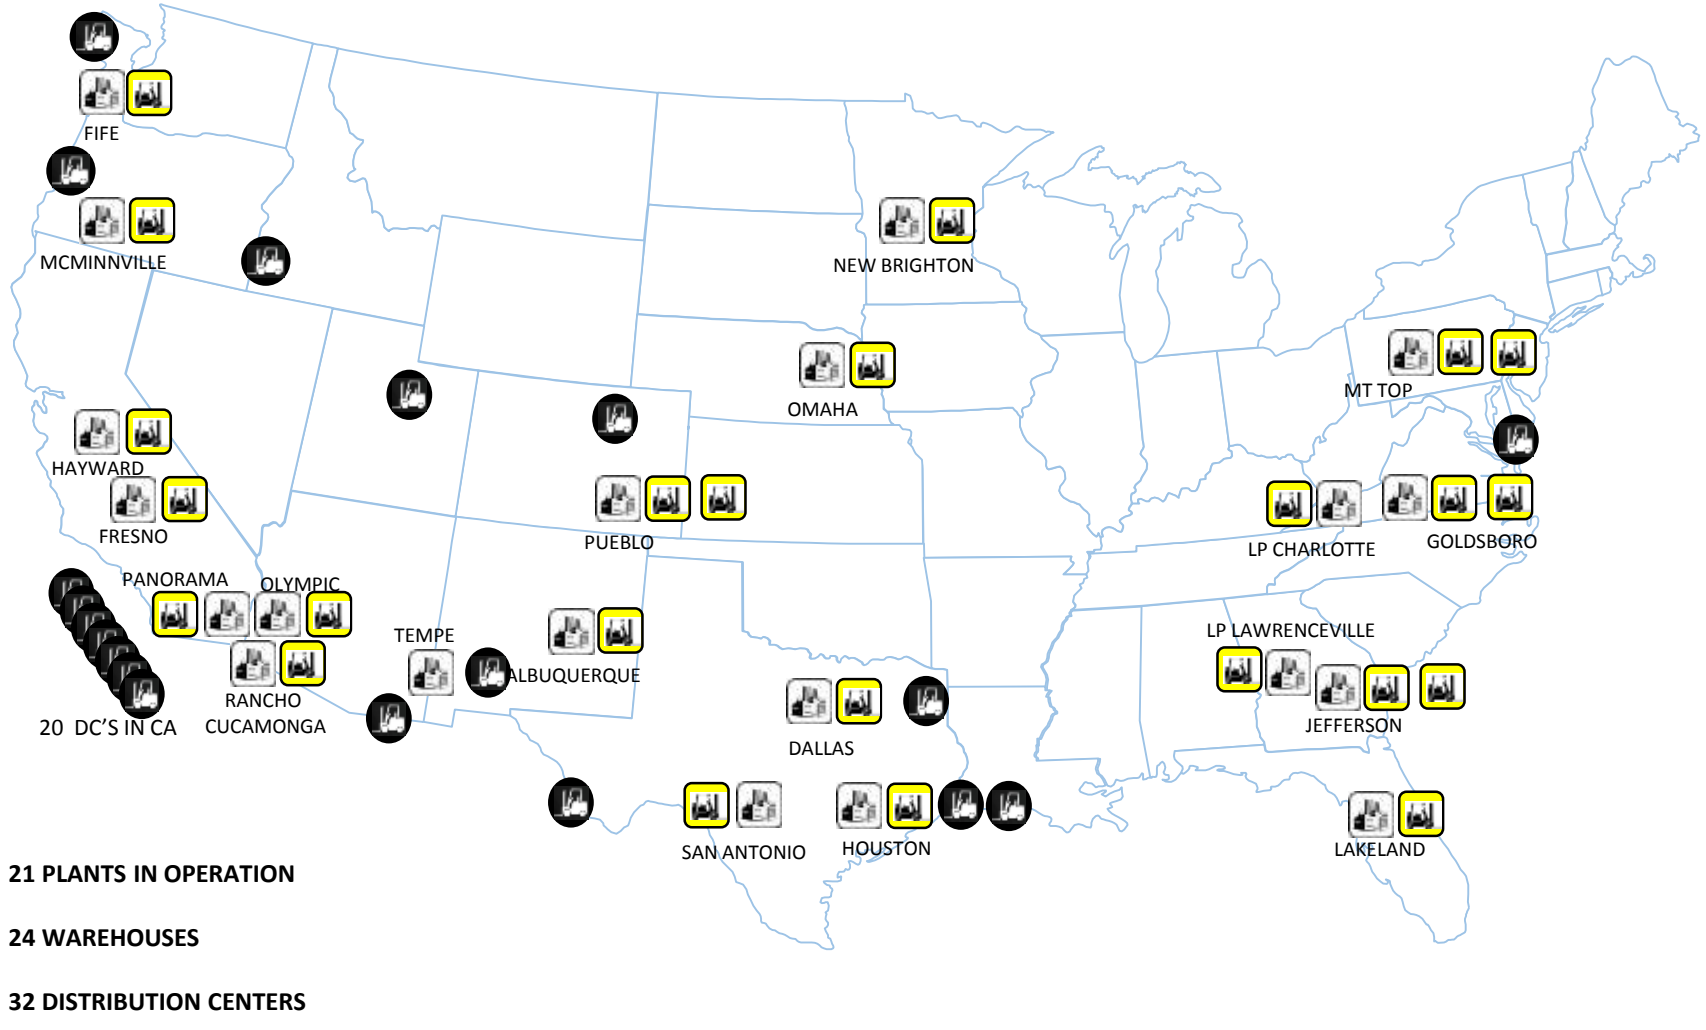 FIFE
MCMINNVILLE
NEW BRIGHTON
OMAHA
MT TOP
HAYWARD
FRESNO
PUEBLO
LP CHARLOTTE
GOLDSBORO
PANORAMA
OLYMPIC
TEMPE
LP LAWRENCEVILLE
ALBUQUERQUE
RANCHO
CUCAMONGA
20 DC’S IN CA
JEFFERSON
DALLAS
SAN ANTONIO
HOUSTON
LAKELAND
21 PLANTS IN OPERATION
24 WAREHOUSES
32 DISTRIBUTION CENTERS